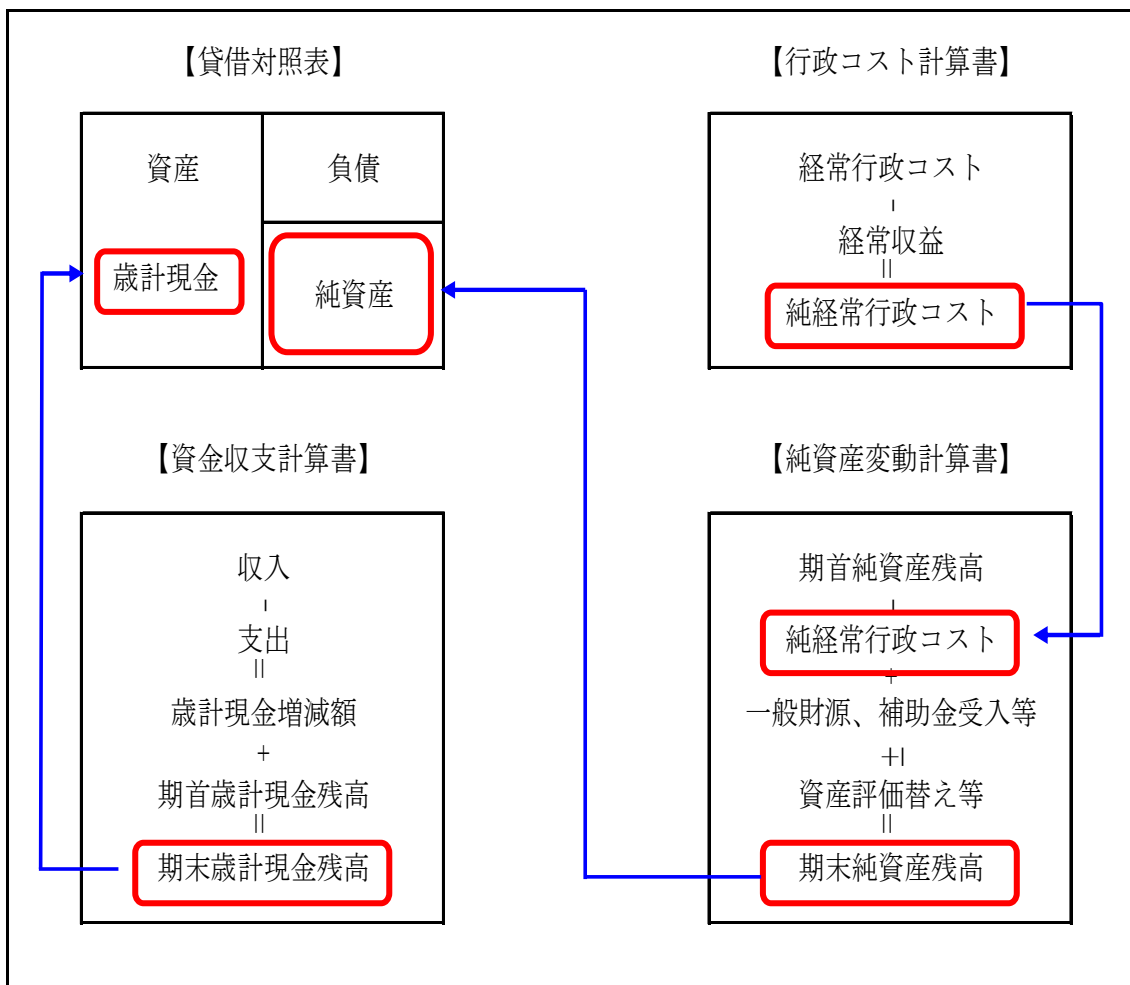 【貸借対照表】
資産
負債
歳計現金
純資産
【行政コスト計算書】
経常行政コスト
-
経常収益
||
純経常行政コスト
【資金収支計算書】
収入
-
支出
||
歳計現金増減額
+
期首歳計現金残高
||
期末歳計現金残高
【純資産変動計算書】
期首純資産残高
-
純経常行政コスト
+
一般財源、補助金受入等
±
資産評価替え等
||
期末純資産残高